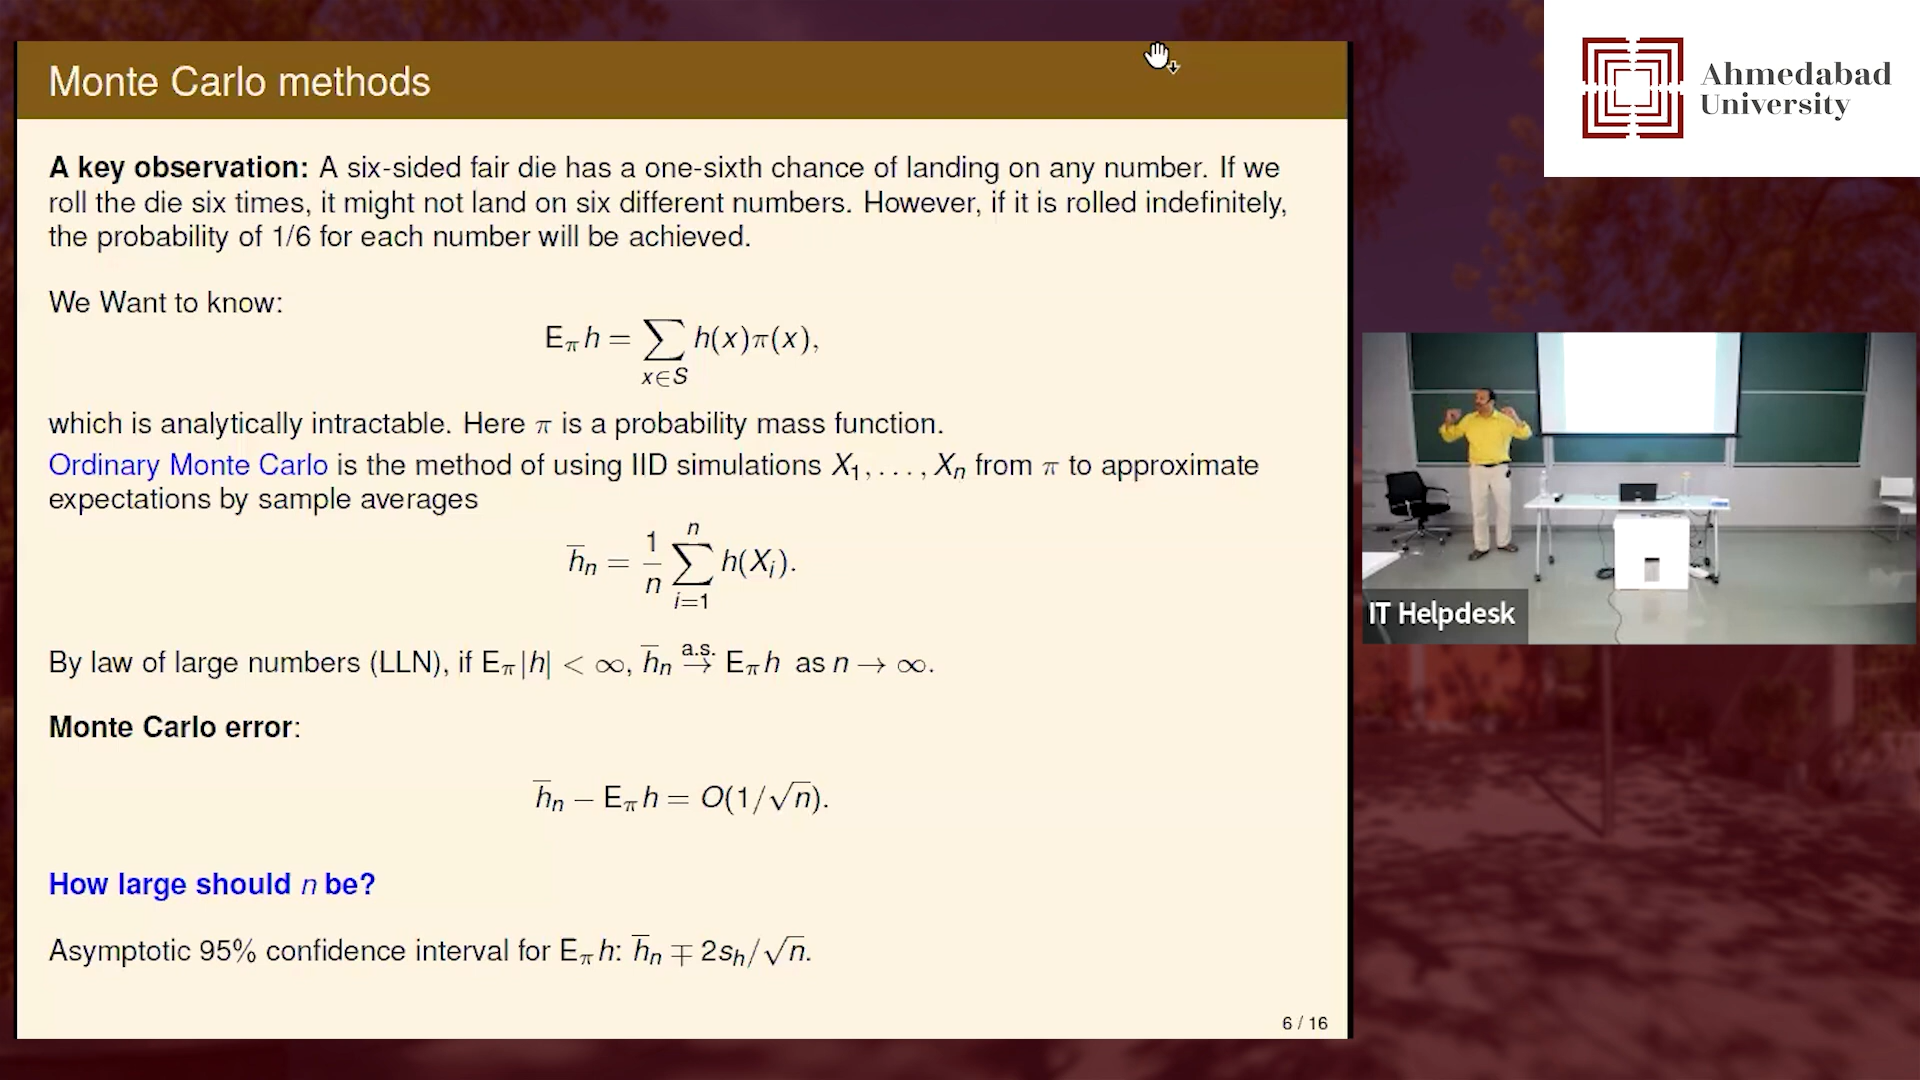 Monte Carlo methods
A key observation: A six-sided fair die has a one-sixth chance of landing on any number. If we
roll the die six times, it might not land on six different numbers. However, if it is rolled indefinitely,
the probability of 1/6 for each number will be achieved.
We Want to know:
E_π h = ∑_{x∈S} h(x)π(x),
which is analytically intractable. Here π is a probability mass function.
Ordinary Monte Carlo is the method of using IID simulations X₁, . . . , Xₙ from π to approximate
expectations by sample averages
h̄ₙ = 1/n ∑_{i=1}^{n} h(X_i).
By law of large numbers (LLN), if E_π|h| < ∞, h̄ₙ →^{a.s.} E_π h as n → ∞.
Monte Carlo error:
h̄ₙ − E_π h = O(1/√n).
How large should n be?
Asymptotic 95% confidence interval for E_π h: h̄ₙ ∓ 2s_h/√n.
6 / 16
Ahmedabad
University
IT Helpdesk